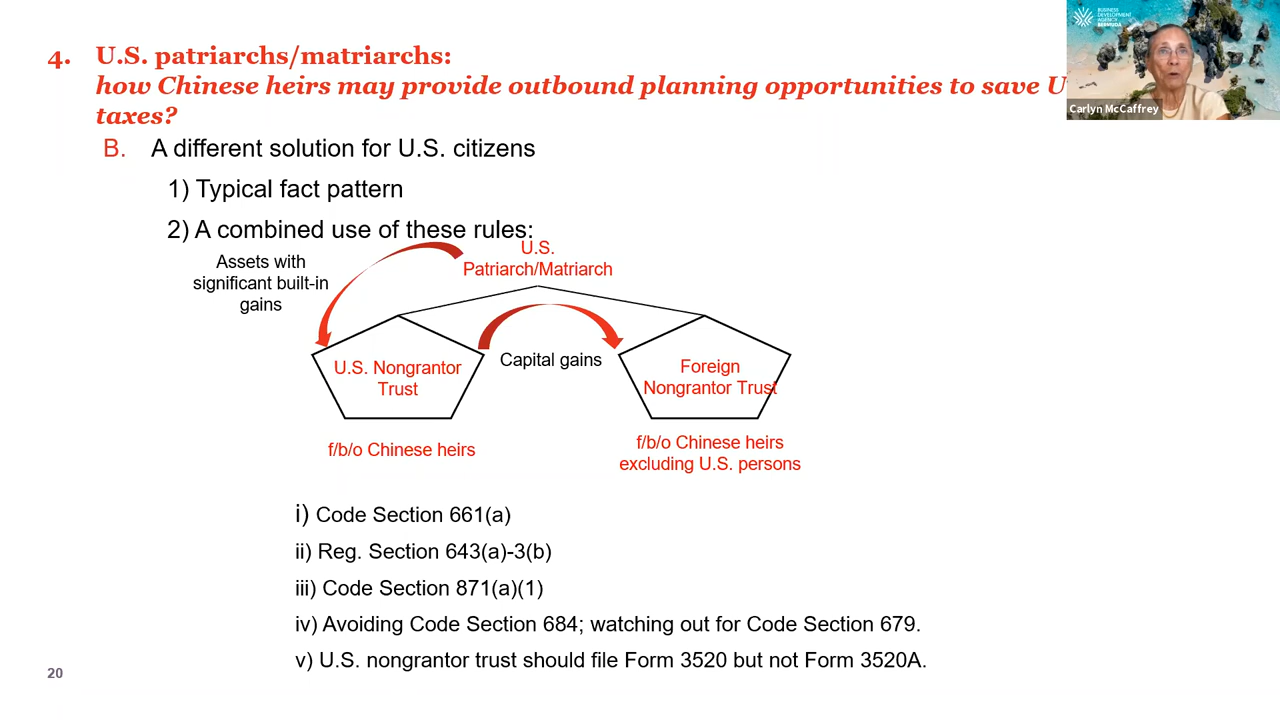 4. U.S. patriarchs/matriarchs:
how Chinese heirs may provide outbound planning opportunities to save U
taxes?
B. A different solution for U.S. citizens
1) Typical fact pattern
2) A combined use of these rules:
Assets with
significant built-in
gains
U.S.
Patriarch/Matriarch
U.S. Nongrantor
Trust
Capital gains
Foreign
Nongrantor Trust
f/b/o Chinese heirs
f/b/o Chinese heirs
excluding U.S. persons
i) Code Section 661(a)
ii) Reg. Section 643(a)-3(b)
iii) Code Section 871(a)(1)
iv) Avoiding Code Section 684; watching out for Code Section 679.
v) U.S. nongrantor trust should file Form 3520 but not Form 3520A.
20
BUSINESS
DEVELOPMENT
AGENCY
BERMUDA
Carlyn McCaffrey